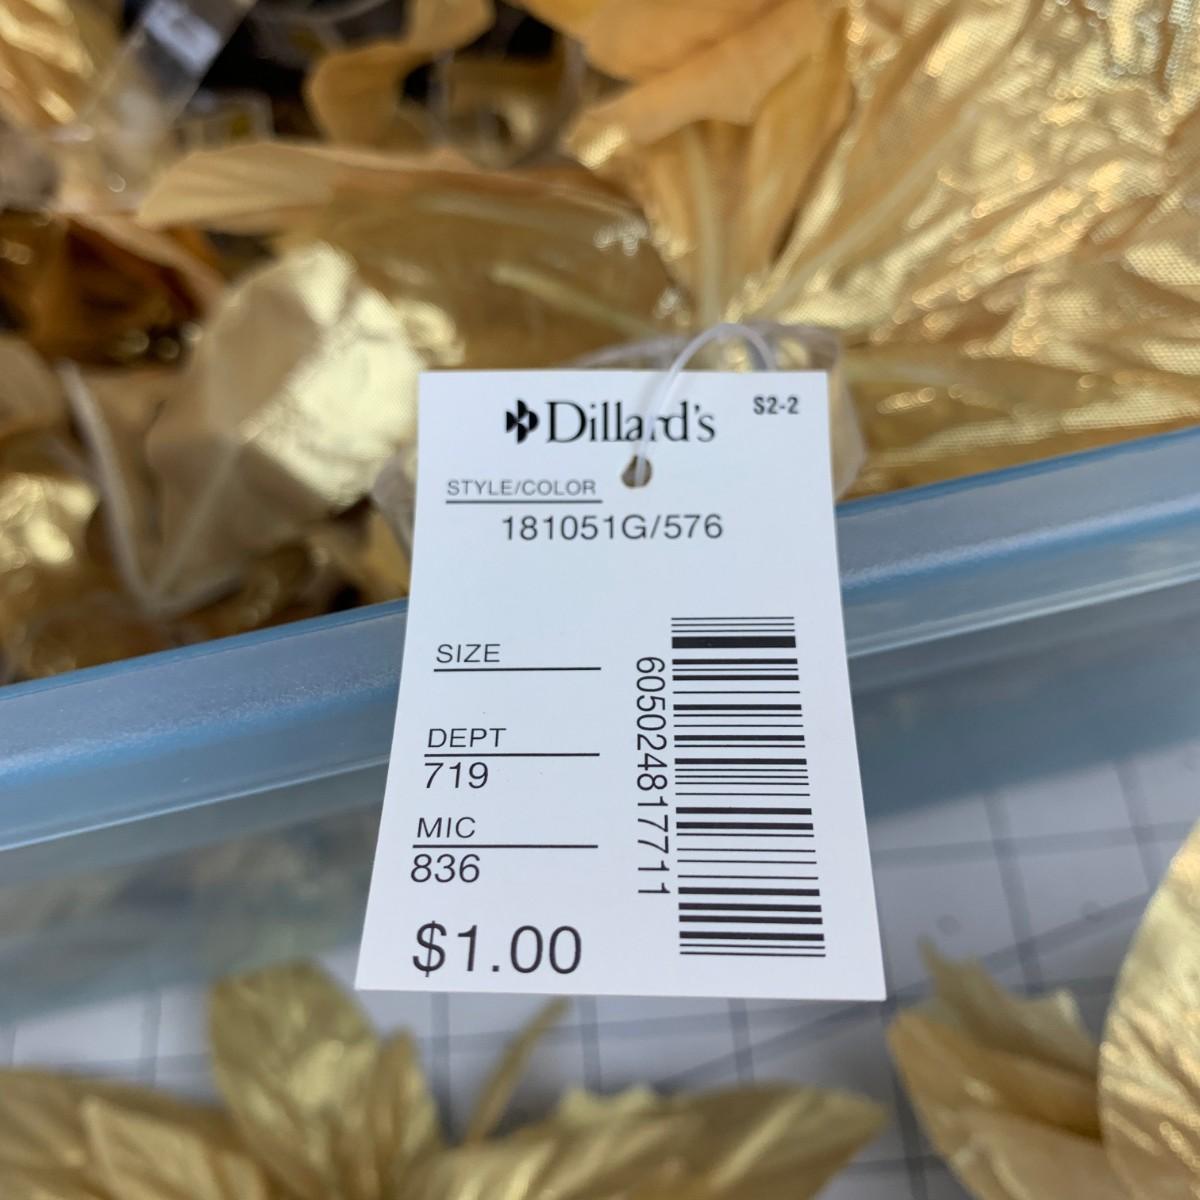 Dillard's
S2-2
STYLE/COLOR
181051G/576
SIZE
DEPT
719
MIC
836
$1.00
605024817711